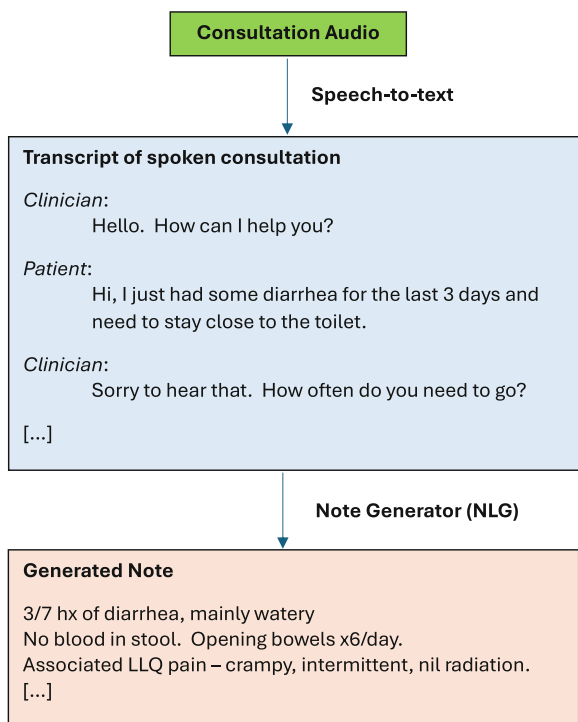 Consultation Audio
Speech-to-text
Transcript of spoken consultation
Clinician:
Hello.  How can I help you?
Patient:
Hi, I just had some diarrhea for the last 3 days and
need to stay close to the toilet.
Clinician:
Sorry to hear that.  How often do you need to go?
[...]
Note Generator (NLG)
Generated Note
3/7 hx of diarrhea, mainly watery
No blood in stool.  Opening bowels x6/day.
Associated LLQ pain – crampy, intermittent, nil radiation.
[...]